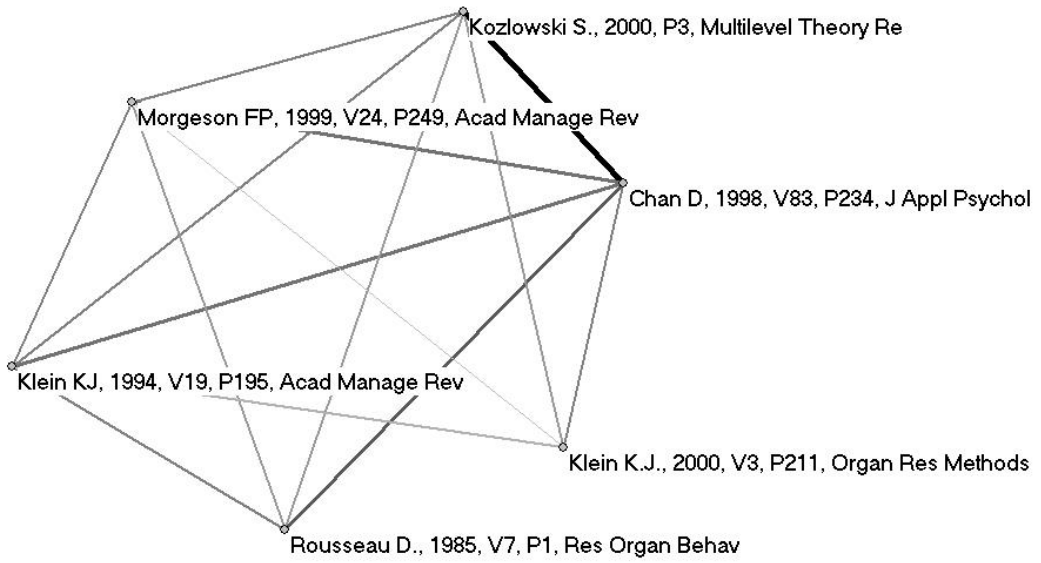 Kozlowski S., 2000, P3, Multilevel Theory Re
Morgeson FP, 1999, V24, P249, Acad Manage Rev
Chan D, 1998, V83, P234, J Appl Psychol
Klein KJ, 1994, V19, P195, Acad Manage Rev
Klein K.J., 2000, V3, P211, Organ Res Methods
Rousseau D., 1985, V7, P1, Res Organ Behav